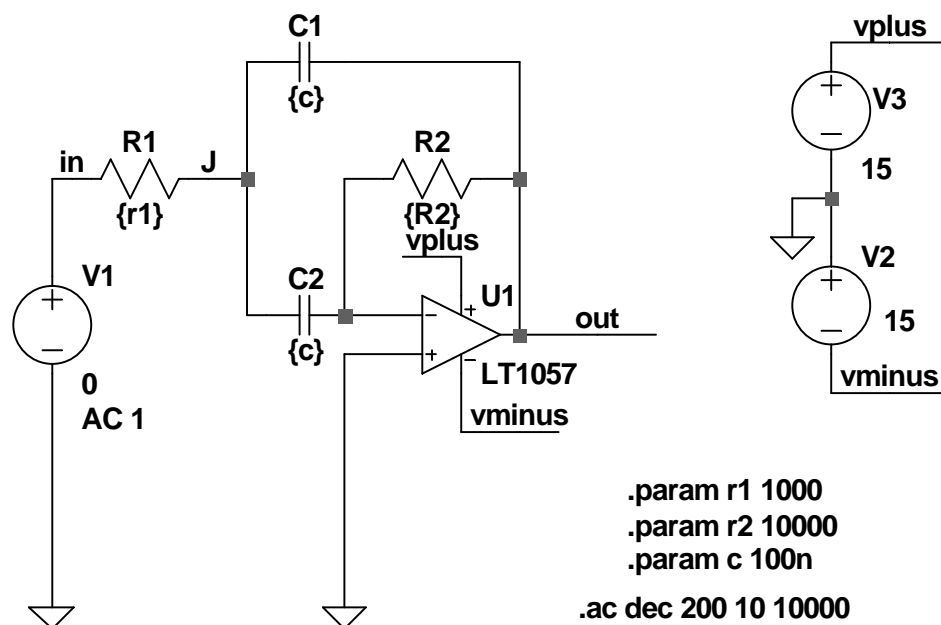 C1
{c}
R1
in
J
{r1}
R2
{R2}
vplus
V1
0
AC 1
C2
{c}
U1
out
LT1057
vminus
vplus
V3
15
V2
15
vminus
.param r1 1000
.param r2 10000
.param c 100n
.ac dec 200 10 10000